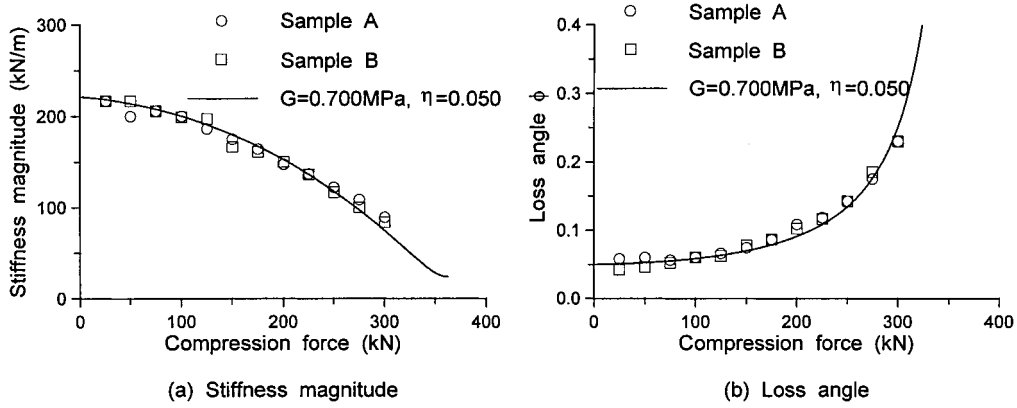 Stiffness magnitude (kN/m)
300
200
100
0
0 100 200 300 400
Compression force (kN)
Sample A
Sample B
G=0.700MPa, η=0.050
(a) Stiffness magnitude
Loss angle ϕ
0.4
0.3
0.2
0.1
0.0
0 100 200 300 400
Compression force (kN)
Sample A
Sample B
G=0.700MPa, η=0.050
(b) Loss angle